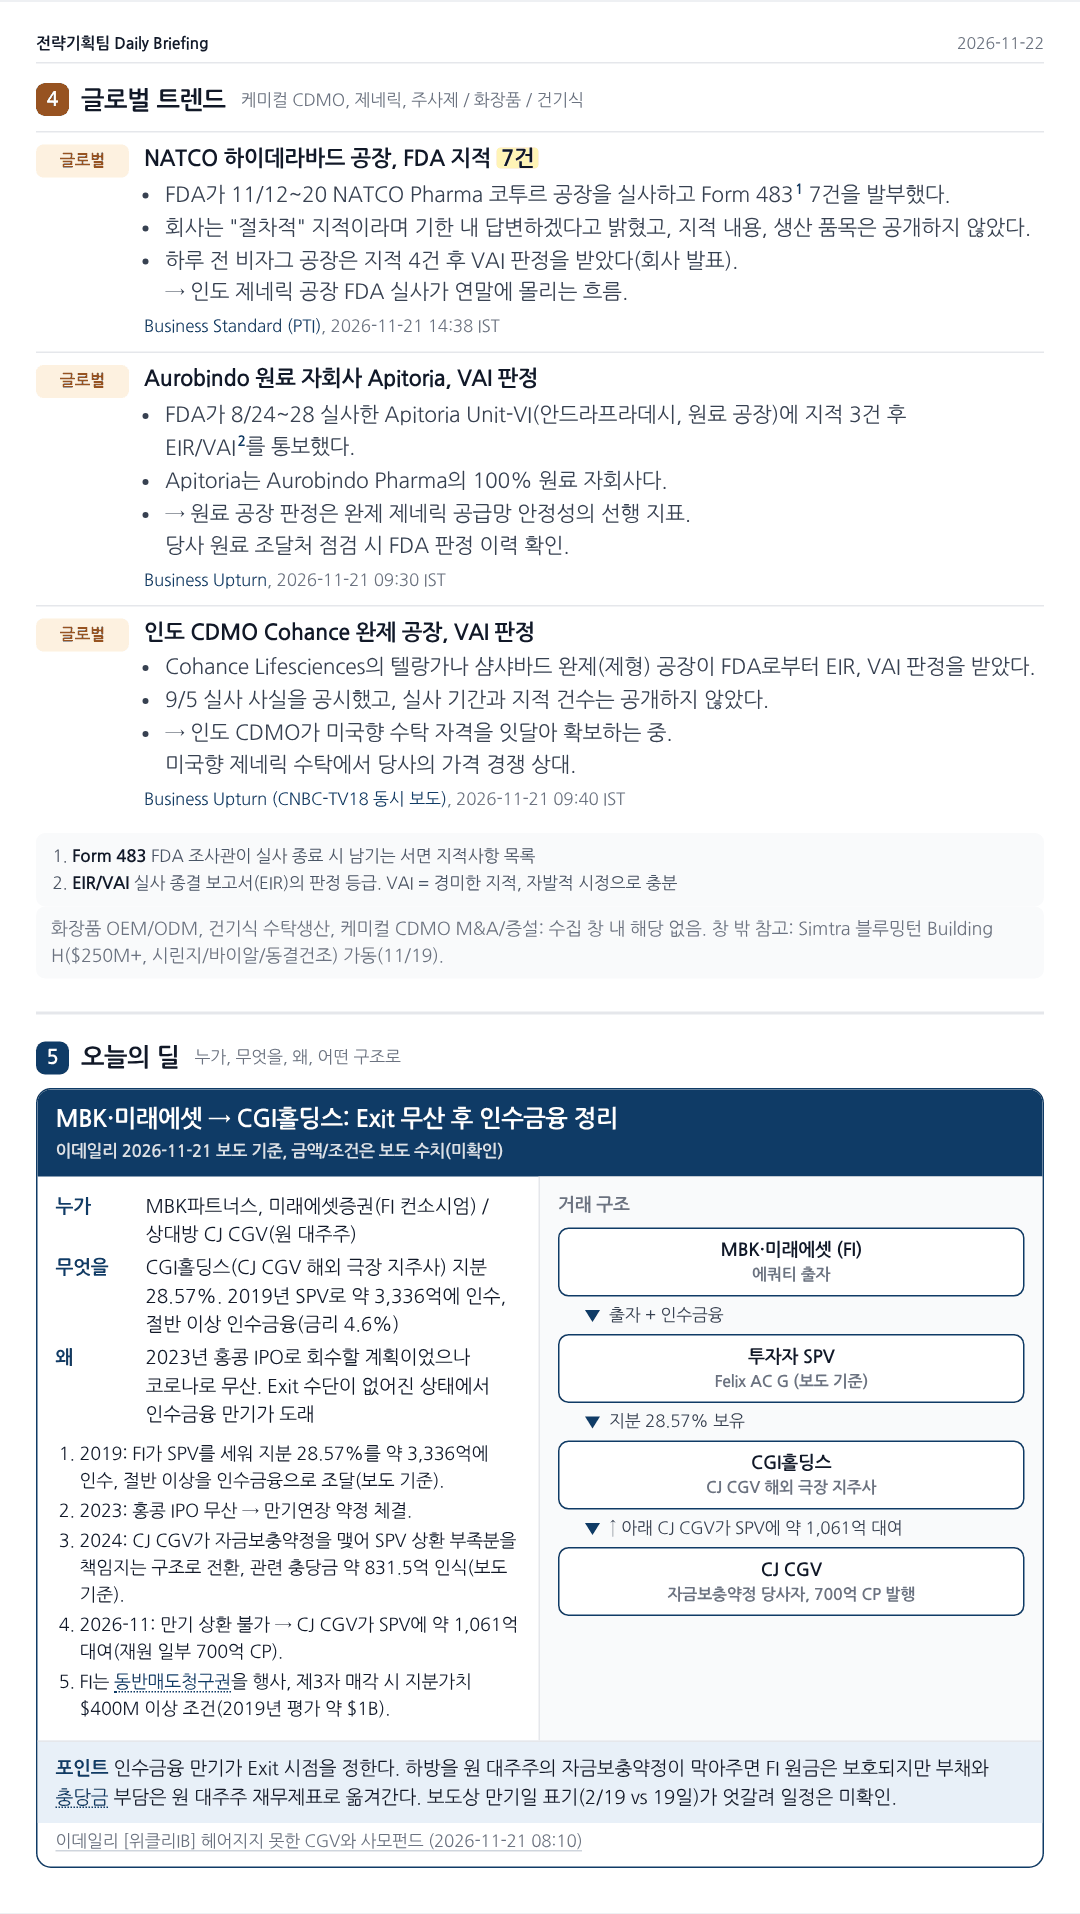 전략기획팀 Daily Briefing
2026-11-22
4 글로벌 트렌드 케미컬 CDMO, 제네릭, 주사제 / 화장품 / 건기식
글로벌
NATCO 하이데라바드 공장, FDA 지적 7건
• FDA가 11/12~20 NATCO Pharma 코투르 공장을 실사하고 Form 483¹ 7건을 발부했다.
• 회사는 "절차적" 지적이라며 기한 내 답변하겠다고 밝혔고, 지적 내용, 생산 품목은 공개하지 않았다.
• 하루 전 비자그 공장은 지적 4건 후 VAI 판정을 받았다(회사 발표).
→ 인도 제네릭 공장 FDA 실사가 연말에 몰리는 흐름.
Business Standard (PTI), 2026-11-21 14:38 IST
글로벌
Aurobindo 원료 자회사 Apitoria, VAI 판정
• FDA가 8/24~28 실사한 Apitoria Unit-VI(안드라프라데시, 원료 공장)에 지적 3건 후
EIR/VAI²를 통보했다.
• Apitoria는 Aurobindo Pharma의 100% 원료 자회사다.
• → 원료 공장 판정은 완제 제네릭 공급망 안정성의 선행 지표.
당사 원료 조달처 점검 시 FDA 판정 이력 확인.
Business Upturn, 2026-11-21 09:30 IST
글로벌
인도 CDMO Cohance 완제 공장, VAI 판정
• Cohance Lifesciences의 텔랑가나 샴샤바드 완제(제형) 공장이 FDA로부터 EIR, VAI 판정을 받았다.
• 9/5 실사 사실을 공시했고, 실사 기간과 지적 건수는 공개하지 않았다.
• → 인도 CDMO가 미국향 수탁 자격을 잇달아 확보하는 중.
미국향 제네릭 수탁에서 당사의 가격 경쟁 상대.
Business Upturn (CNBC-TV18 동시 보도), 2026-11-21 09:40 IST
1. Form 483 FDA 조사관이 실사 종료 시 남기는 서면 지적사항 목록
2. EIR/VAI 실사 종결 보고서(EIR)의 판정 등급. VAI = 경미한 지적, 자발적 시정으로 충분
화장품 OEM/ODM, 건기식 수탁생산, 케미컬 CDMO M&A/증설: 수집 창 내 해당 없음. 창 밖 참고: Simtra 블루밍턴 Building
H($250M+, 시린지/바이알/동결건조) 가동(11/19).
5 오늘의 딜 누가, 무엇을, 왜, 어떤 구조로
MBK·미래에셋 → CGI홀딩스: Exit 무산 후 인수금융 정리
이데일리 2026-11-21 보도 기준, 금액/조건은 보도 수치(미확인)
누가 MBK파트너스, 미래에셋증권(FI 컨소시엄) /
상대방 CJ CGV(원 대주주)
무엇을 CGI홀딩스(CJ CGV 해외 극장 지주사) 지분
28.57%. 2019년 SPV로 약 3,336억에 인수,
절반 이상 인수금융(금리 4.6%)
왜 2023년 홍콩 IPO로 회수할 계획이었으나
코로나로 무산. Exit 수단이 없어진 상태에서
인수금융 만기가 도래
1. 2019: FI가 SPV를 세워 지분 28.57%를 약 3,336억에
인수, 절반 이상을 인수금융으로 조달(보도 기준).
2. 2023: 홍콩 IPO 무산 → 만기연장 약정 체결.
3. 2024: CJ CGV가 자금보충약정을 맺어 SPV 상환 부족분을
책임지는 구조로 전환, 관련 충당금 약 831.5억 인식(보도
기준).
4. 2026-11: 만기 상환 불가 → CJ CGV가 SPV에 약 1,061억
대여(재원 일부 700억 CP).
5. FI는 동반매도청구권을 행사, 제3자 매각 시 지분가치
$400M 이상 조건(2019년 평가 약 $1B).
거래 구조
MBK·미래에셋 (FI)
에쿼티 출자
▼ 출자 + 인수금융
투자자 SPV
Felix AC G (보도 기준)
▼ 지분 28.57% 보유
CGI홀딩스
CJ CGV 해외 극장 지주사
▼ ↑ 아래 CJ CGV가 SPV에 약 1,061억 대여
CJ CGV
자금보충약정 당사자, 700억 CP 발행
포인트 인수금융 만기가 Exit 시점을 정한다. 하방을 원 대주주의 자금보충약정이 막아주면 FI 원금은 보호되지만 부채와
충당금 부담은 원 대주주 재무제표로 옮겨간다. 보도상 만기일 표기(2/19 vs 19일)가 엇갈려 일정은 미확인.
이데일리 [위클리IB] 헤어지지 못한 CGV와 사모펀드 (2026-11-21 08:10)